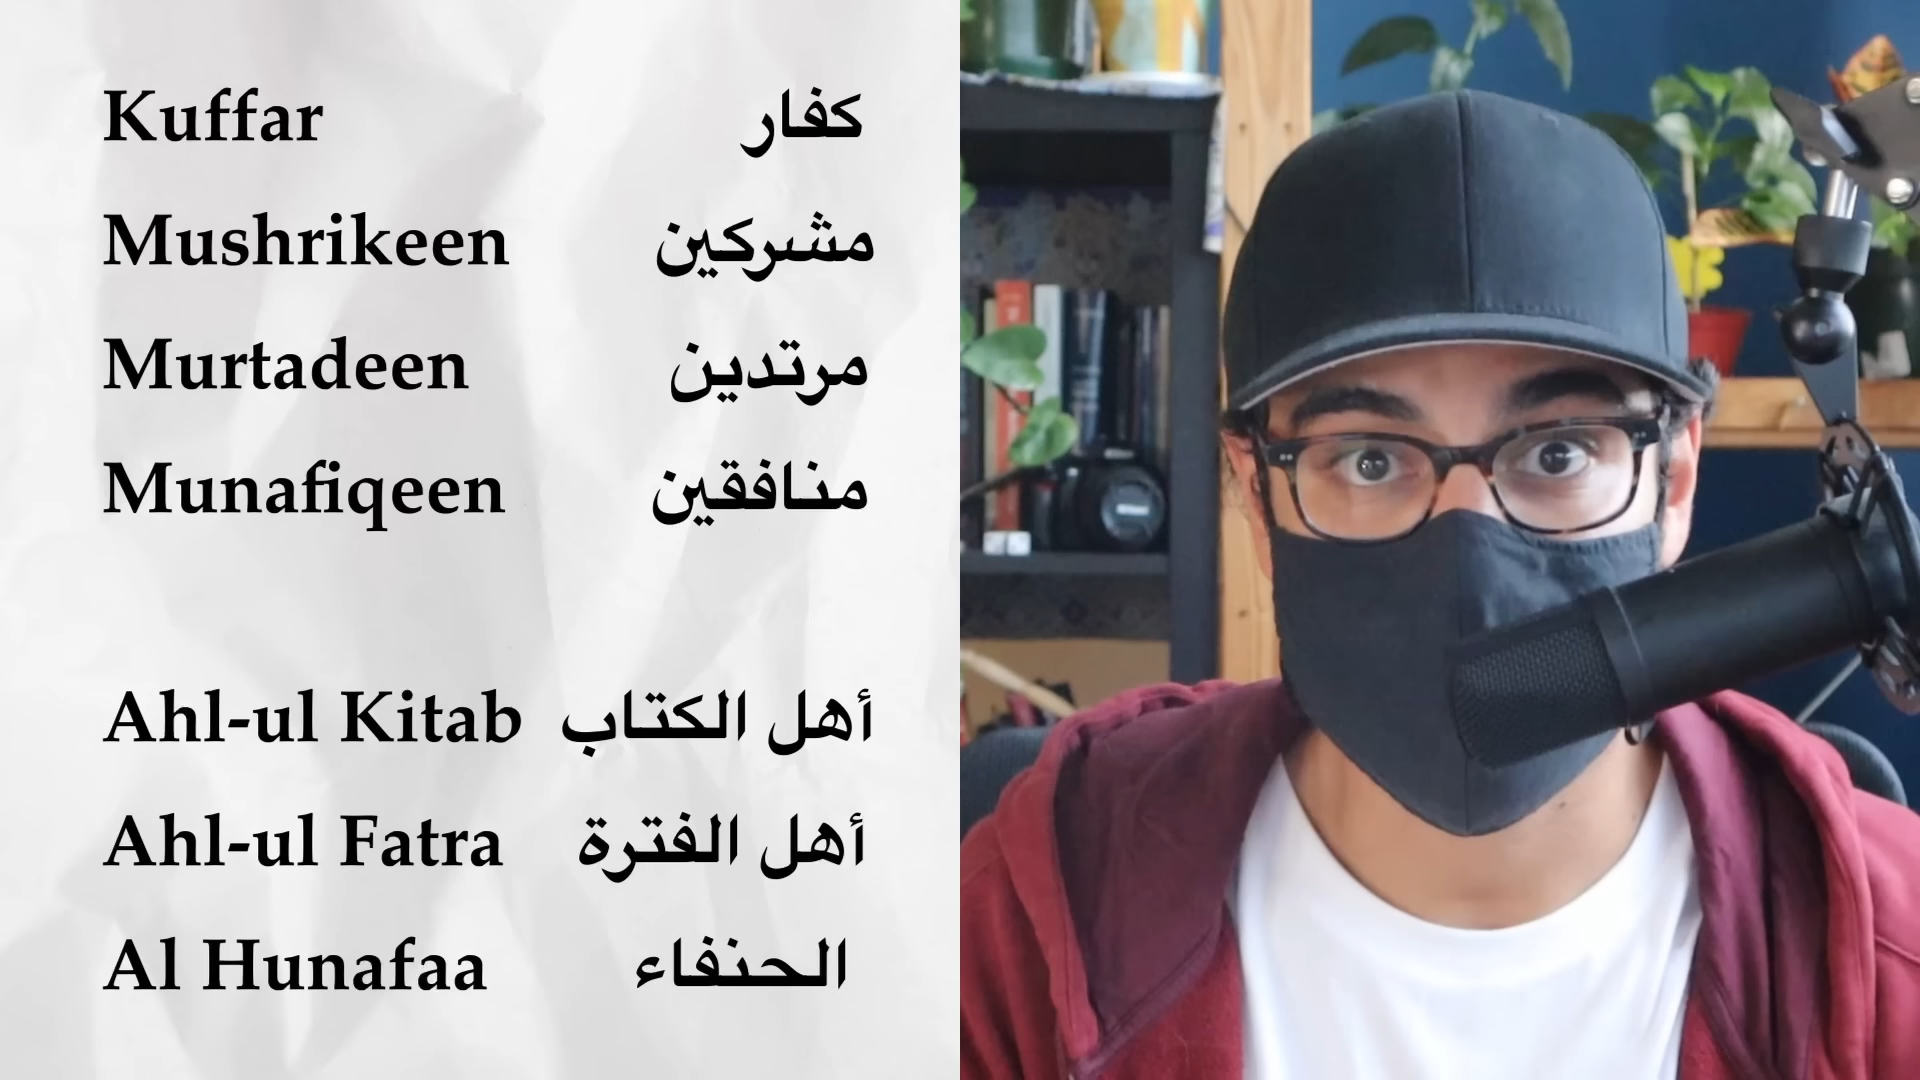 Kuffar كفار
Mushrikeen مشركين
Murtadeen مرتدين
Munafiqeen منافقين
Ahl-ul Kitab أهل الكتاب
Ahl-ul Fatra أهل الفترة
Al Hunafaa الحنفاء